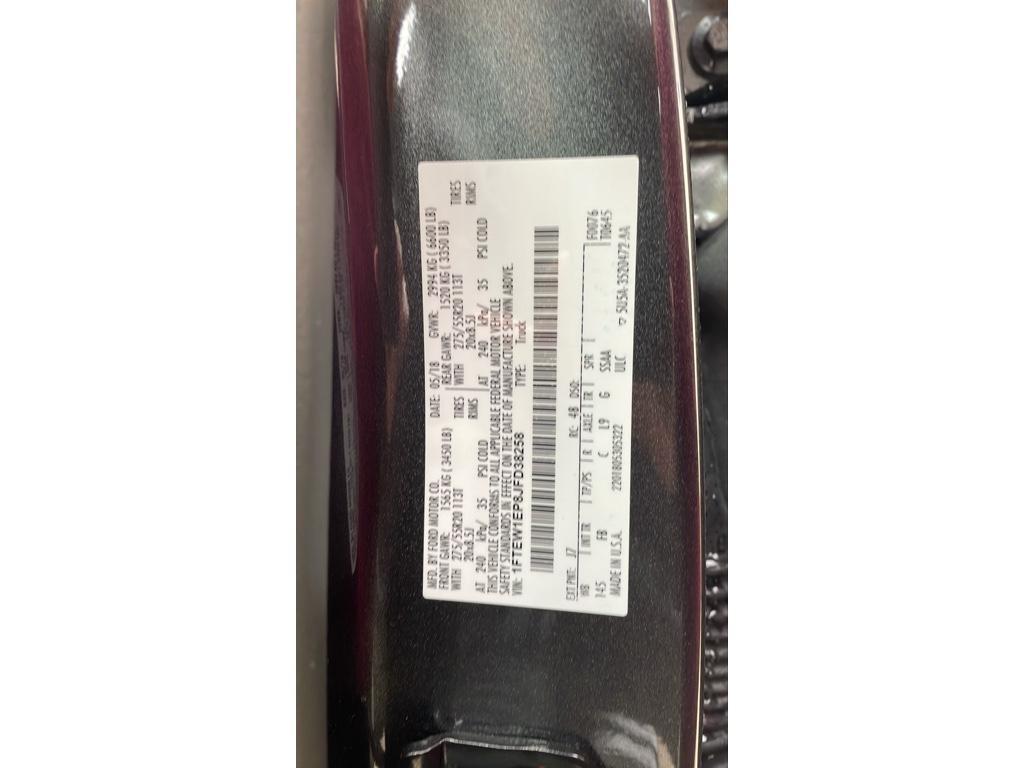 MFD. BY FORD MOTOR CO. DATE: 05/18 GVWR: 2994 KG ( 6600 LB)
FRONT GAWR: 1565 KG ( 3450 LB) REAR GAWR: 1520 KG ( 3350 LB)
WITH 275/55R20 113T TIRES WITH 275/55R20 113T TIRES
20x8.5J RIMS 20x8.5J RIMS
AT 240 kPa/ 35 PSI COLD AT 240 kPa/ 35 PSI COLD
THIS VEHICLE CONFORMS TO ALL APPLICABLE FEDERAL MOTOR VEHICLE
SAFETY STANDARDS IN EFFECT ON THE DATE OF MANUFACTURE SHOWN ABOVE.
VIN: 1FTEW1EP8JFD38258 TYPE: Truck
EXT PNT: J7 RC: 48 DSO:
WB INT TR TP/PS R AXLE TR SPR F0076
145 FB C L9 G SSAA T0645
MADE IN U.S.A. 2201805305322 ULC SU5A-3520472-AA